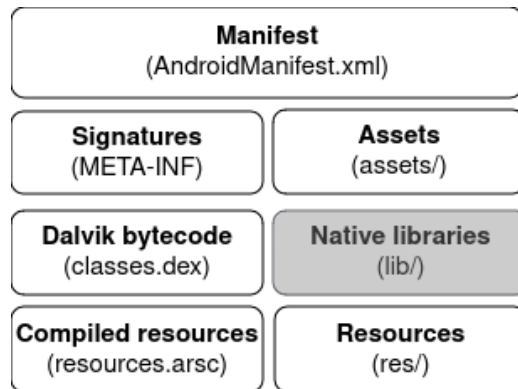 Manifest
(AndroidManifest.xml)
Signatures
(META-INF)
Assets
(assets/)
Dalvik bytecode
(classes.dex)
Native libraries
(lib/)
Compiled resources
(resources.arsc)
Resources
(res/)